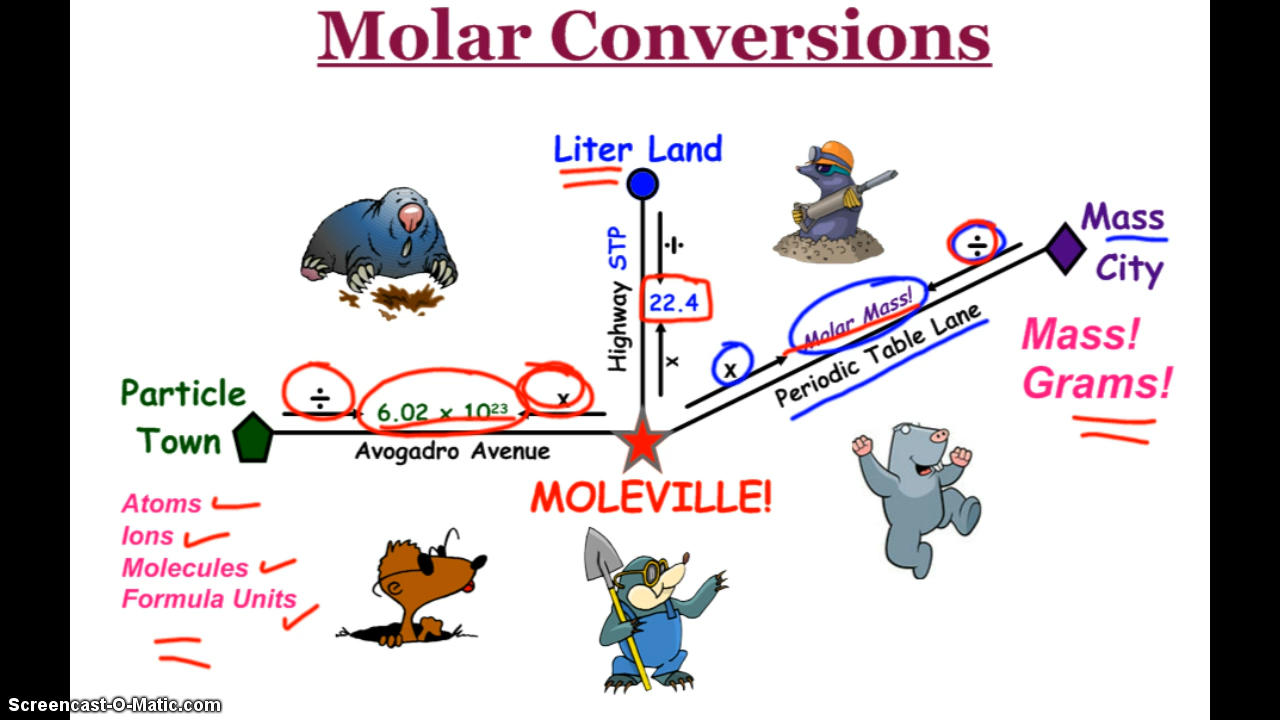 Molar Conversions
Liter Land
÷
Highway STP
22.4
x
Mass
City
÷
Molar Mass!
x
Periodic Table Lane
Mass!
Grams!
Particle
Town
÷
6.02 x 10²³
x
Avogadro Avenue
MOLEVILLE!
Atoms
Ions
Molecules
Formula Units
Screencast-O-Matic.com